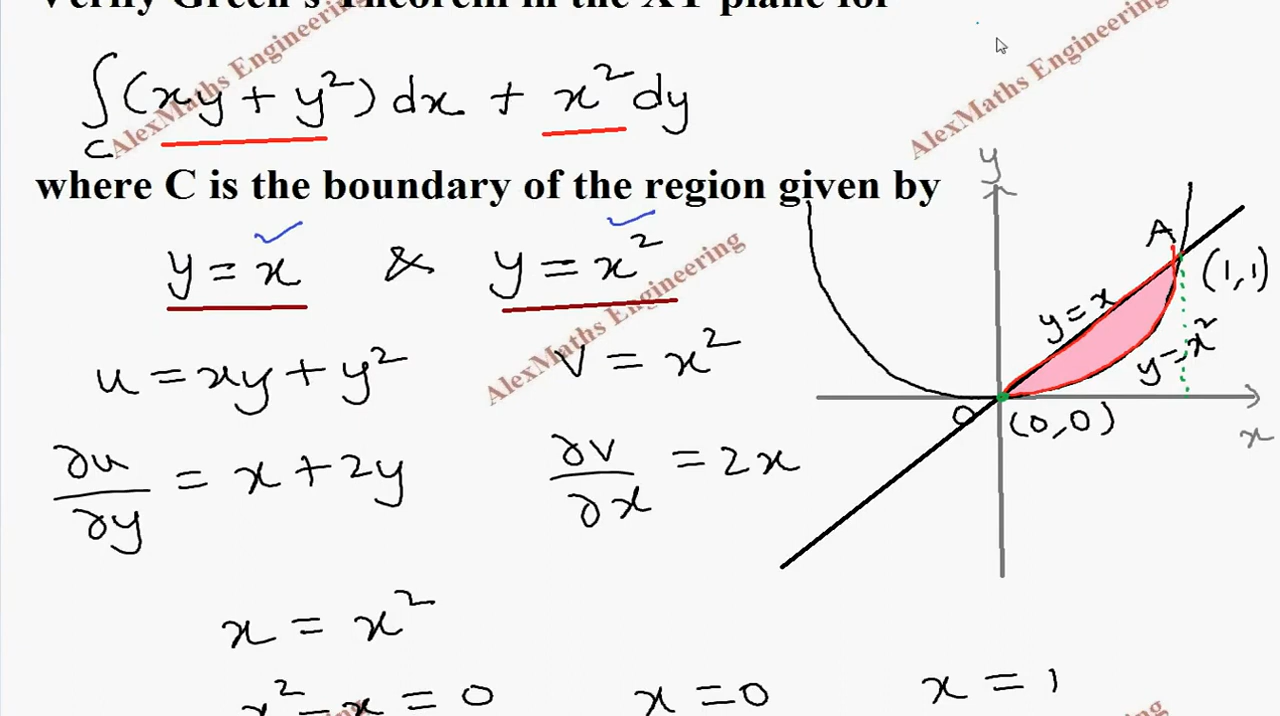 Verify Green's Theorem in the XY plane for
∫_C (xy + y²) dx + x² dy
where C is the boundary of the region given by
y = x & y = x²
u = xy + y² v = x²
∂u/∂y = x + 2y ∂v/∂x = 2x
x = x²
x² - x = 0 x = 0 x = 1
y
A
(1,1)
y = x
y = x²
O (0,0)
x
AlexMaths Engineering
AlexMaths Engineering
AlexMaths Engineering